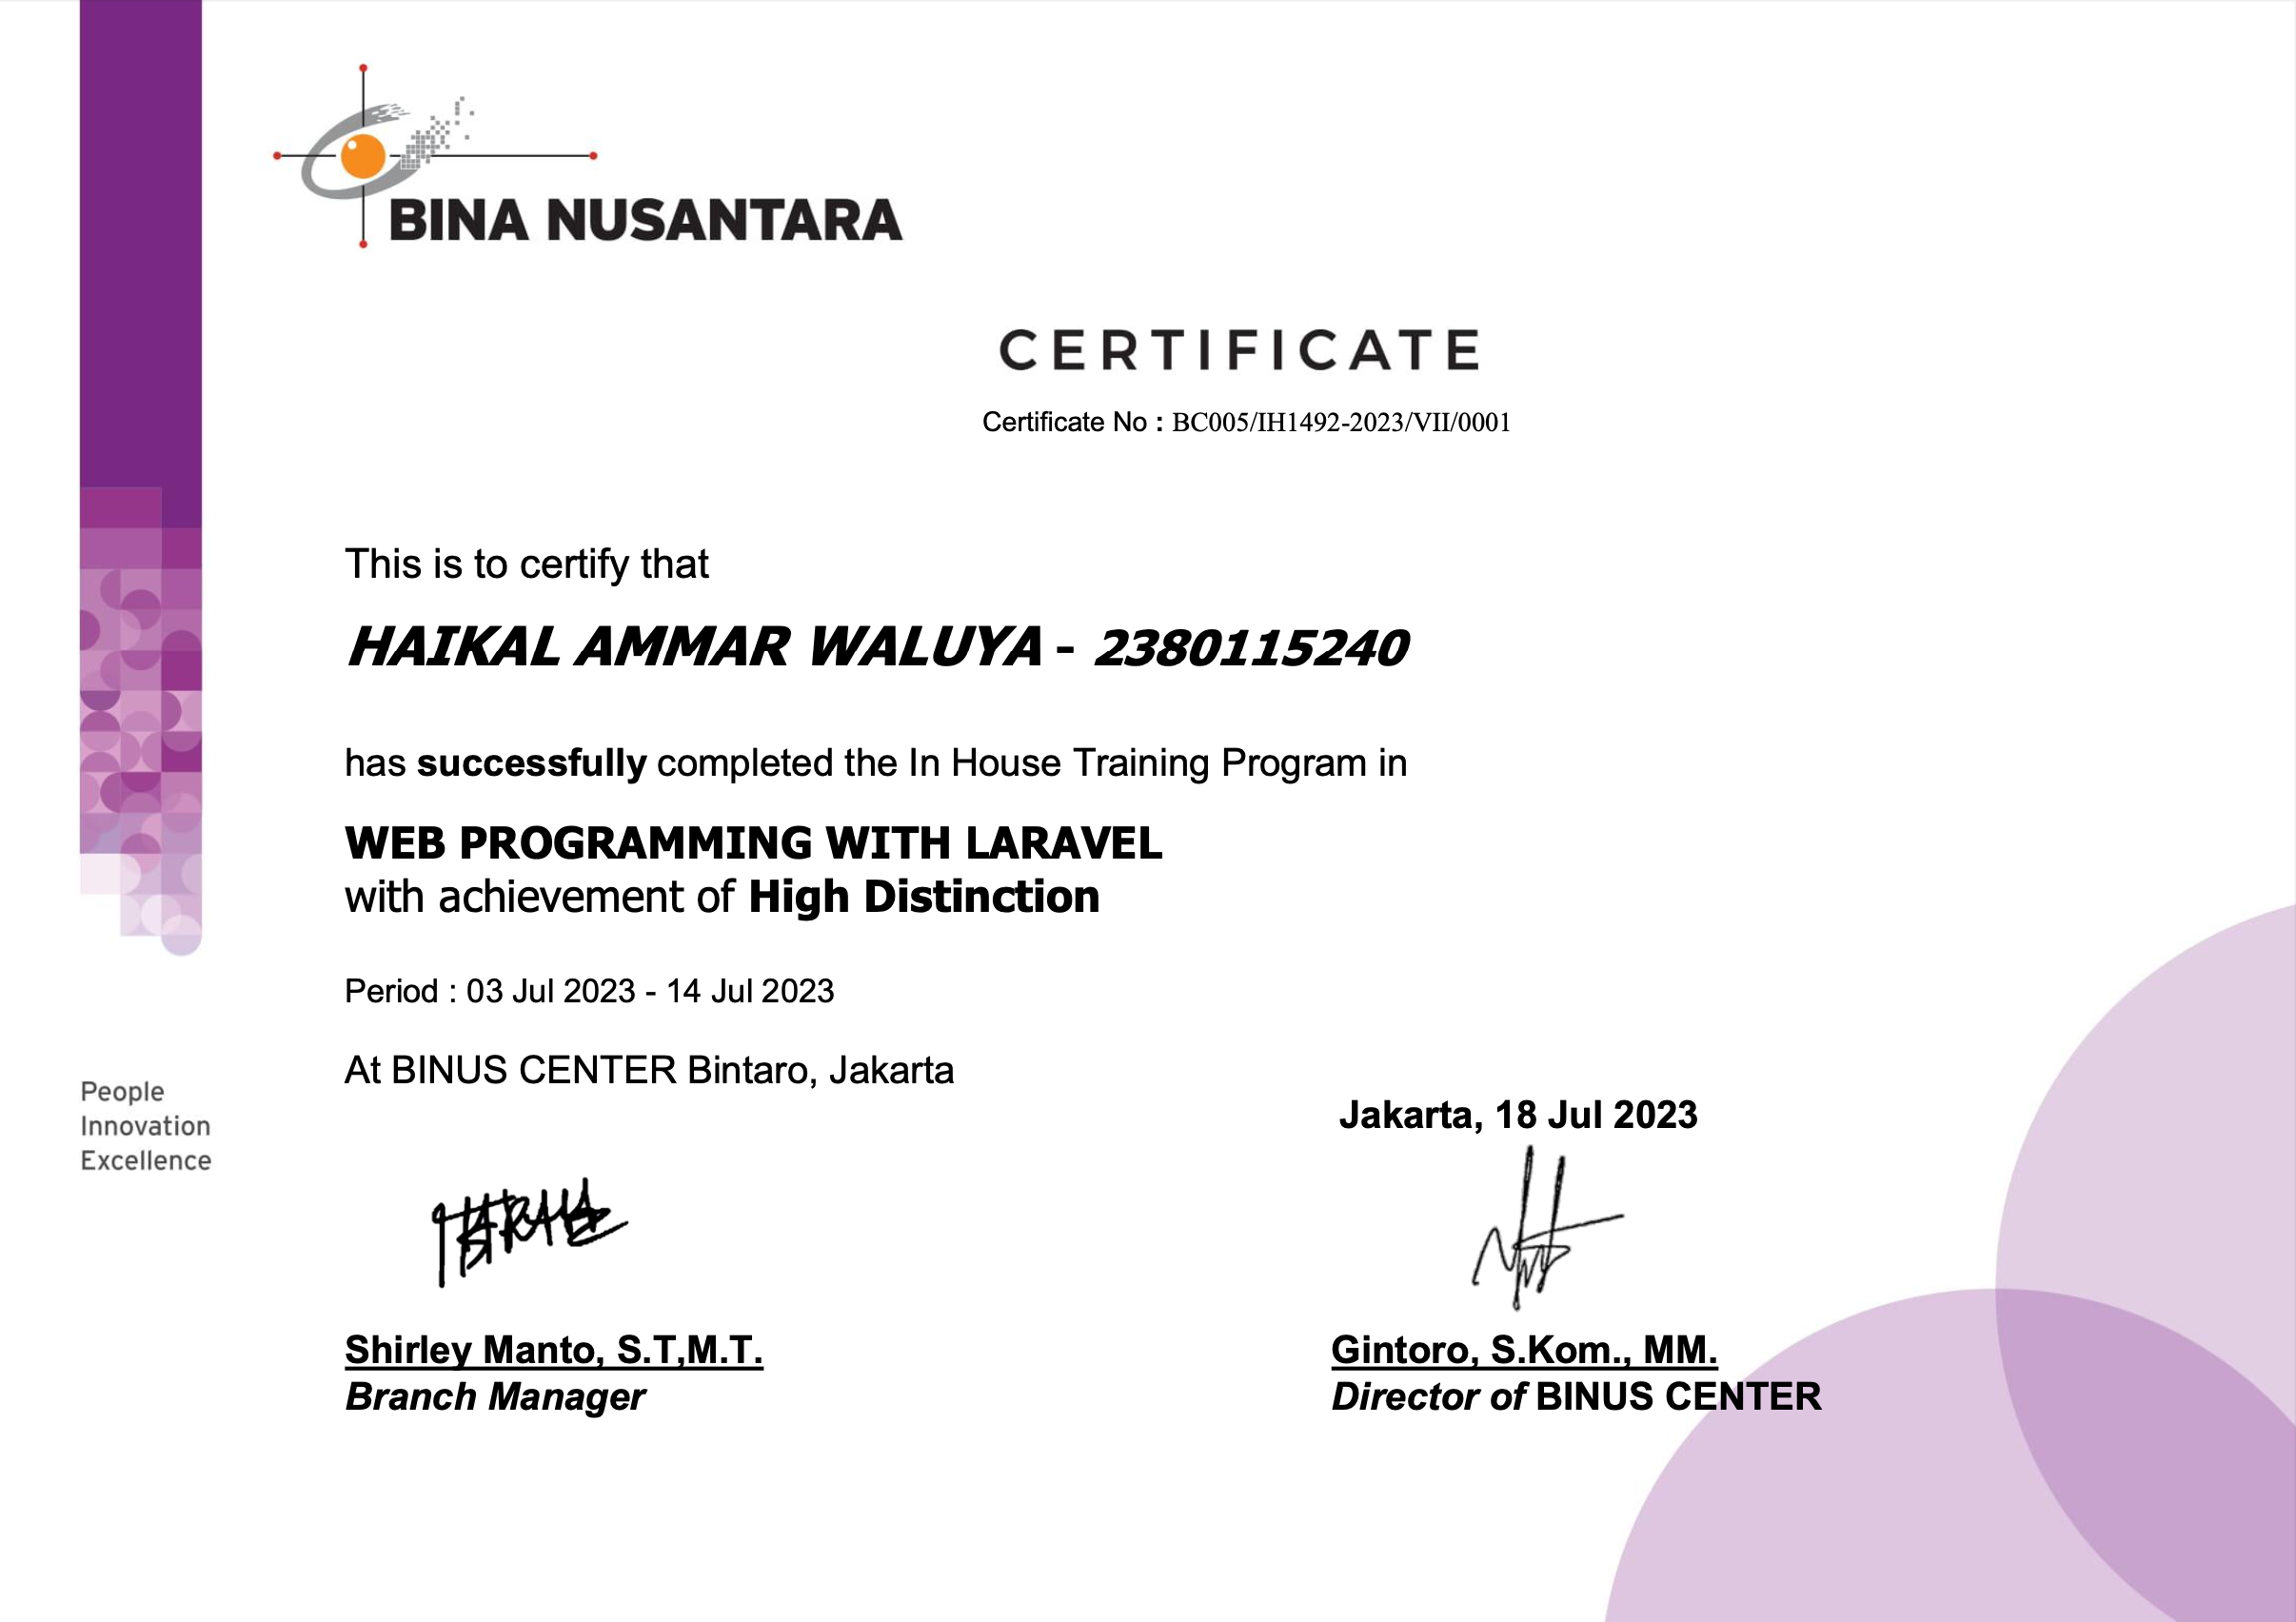 BINA NUSANTARA
CERTIFICATE
Certificate No : BC005/IH1492-2023/VII/0001
This is to certify that
HAIKAL AMMAR WALUYA - 2380115240
has successfully completed the In House Training Program in
WEB PROGRAMMING WITH LARAVEL
with achievement of High Distinction
Period : 03 Jul 2023 - 14 Jul 2023
At BINUS CENTER Bintaro, Jakarta
People
Innovation
Excellence
Jakarta, 18 Jul 2023
Shirley Manto, S.T,M.T.
Branch Manager
Gintoro, S.Kom., MM.
Director of BINUS CENTER